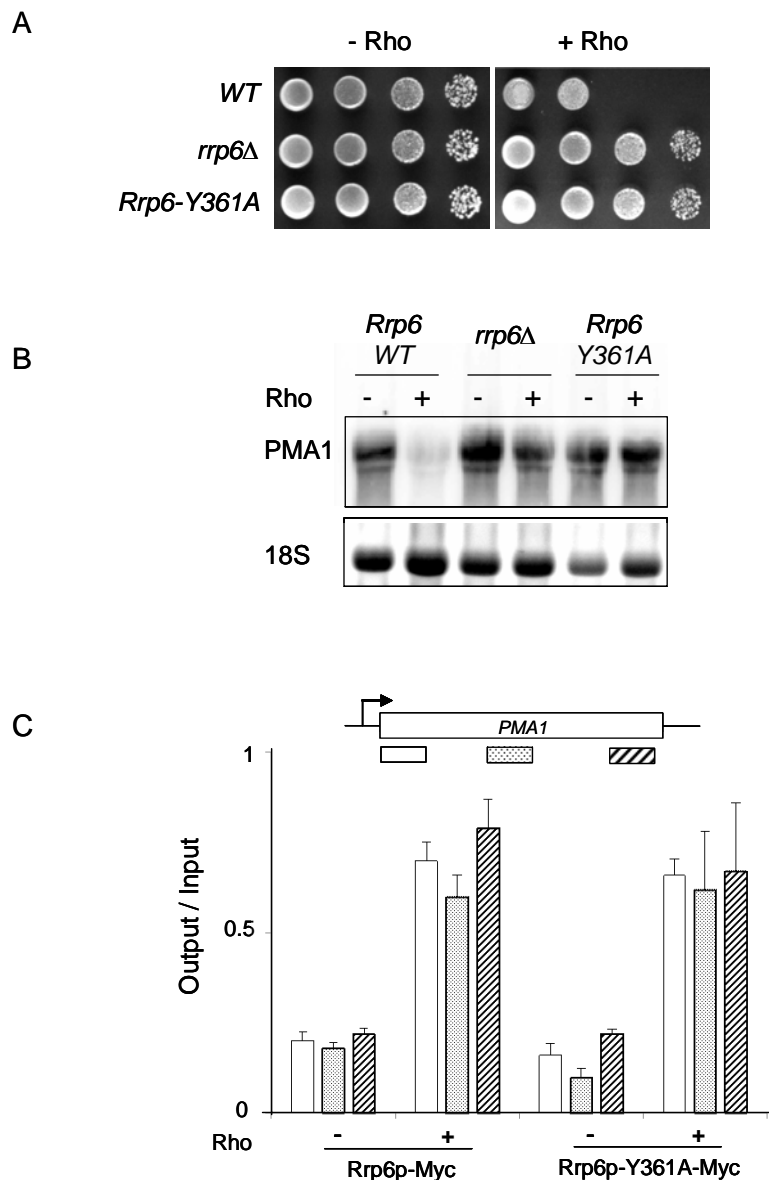 A
- Rho + Rho
WT
rrp6Δ
Rrp6-Y361A
B
Rrp6 rrp6Δ Rrp6
WT Y361A
Rho - + - + - +
PMA1
18S
C
PMA1
1
0.5
0
Output / Input
Rho - + - +
Rrp6p-Myc Rrp6p-Y361A-Myc